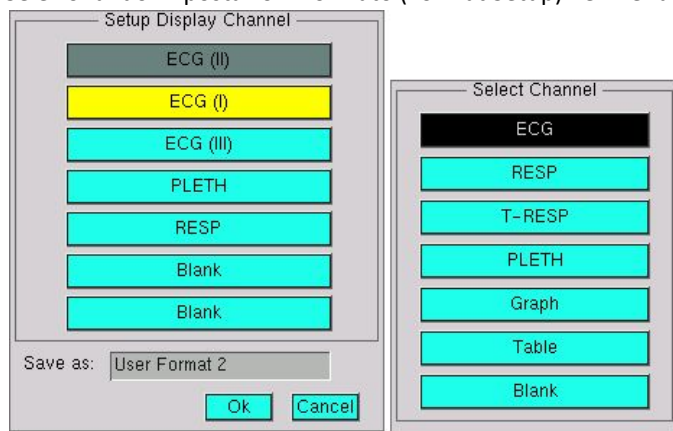 Setup Display Channel
ECG (II)
ECG (I)
ECG (III)
PLETH
RESP
Blank
Blank
Save as: User Format 2
Ok Cancel
Select Channel
ECG
RESP
T-RESP
PLETH
Graph
Table
Blank